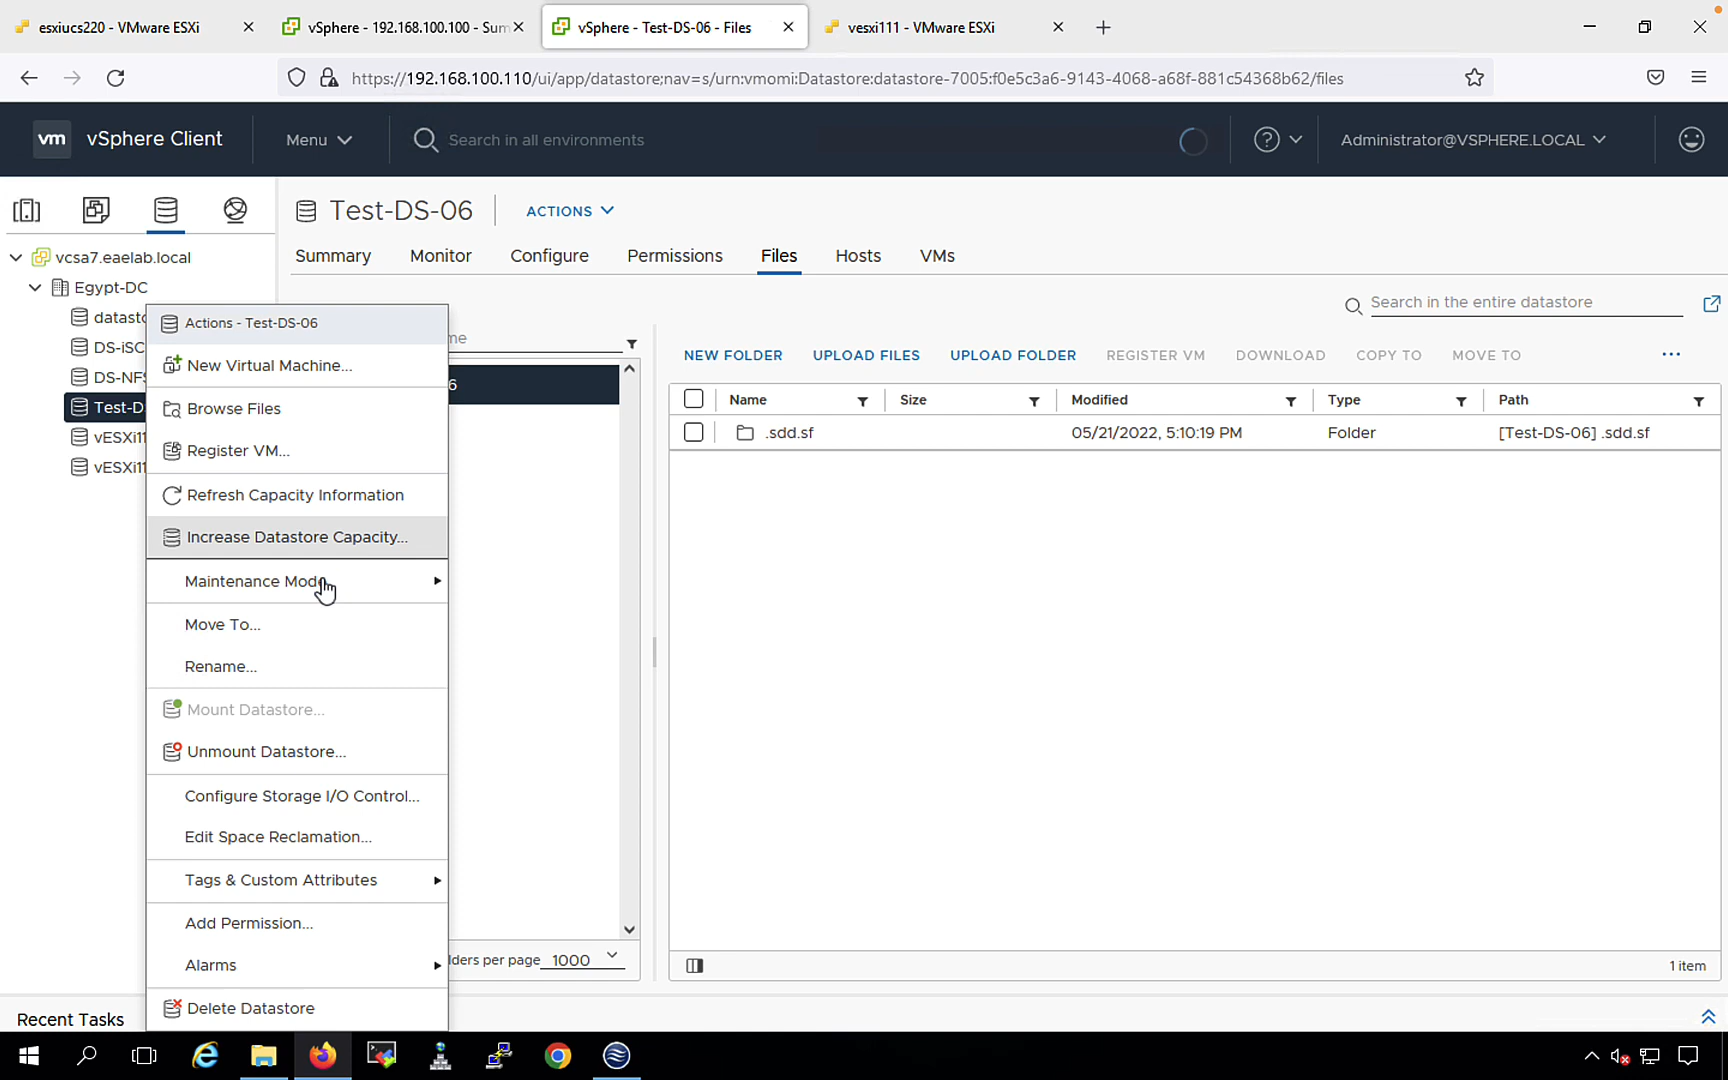 esxiucs220 - VMware ESXi
vSphere - 192.168.100.100 - Sum
vSphere - Test-DS-06 - Files
vesxi111 - VMware ESXi
https://192.168.100.110/ui/app/datastore;nav=s/urn:vmomi:Datastore:datastore-7005:f0e5c3a6-9143-4068-a68f-881c54368b62/files
vm vSphere Client
Menu
Search in all environments
Administrator@VSPHERE.LOCAL
Test-DS-06
ACTIONS
Summary Monitor Configure Permissions Files Hosts VMs
vcsa7.eaelab.local
Egypt-DC
datasto
DS-iSC
DS-NFS
Test-D
vESXi11
vESXi11
Actions - Test-DS-06
New Virtual Machine...
Browse Files
Register VM...
Refresh Capacity Information
Increase Datastore Capacity...
Maintenance Mode
Move To...
Rename...
Mount Datastore...
Unmount Datastore...
Configure Storage I/O Control...
Edit Space Reclamation...
Tags & Custom Attributes
Add Permission...
Alarms
Delete Datastore
me
6
lders per page 1000
Search in the entire datastore
NEW FOLDER UPLOAD FILES UPLOAD FOLDER REGISTER VM DOWNLOAD COPY TO MOVE TO ...
Name Size Modified Type Path
.sdd.sf 05/21/2022, 5:10:19 PM Folder [Test-DS-06] .sdd.sf
1 item
Recent Tasks